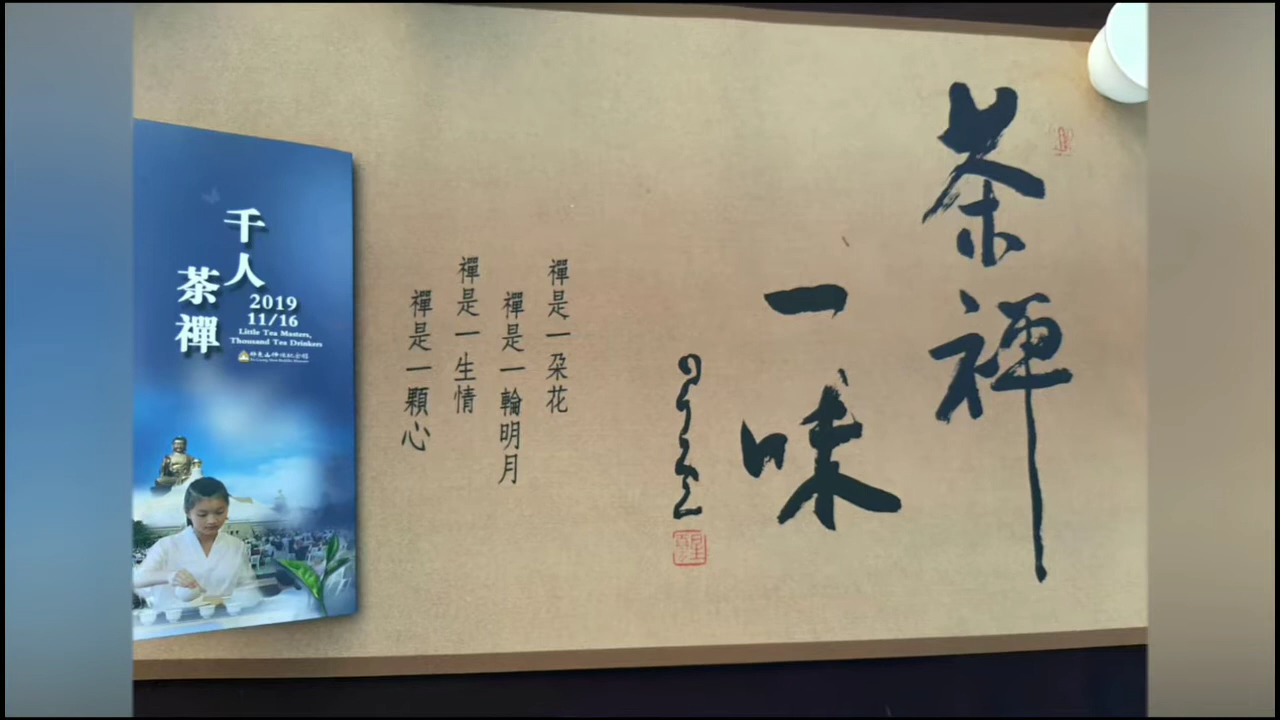 茶禪
一味
禪是一朵花
禪是一輪明月
禪是一生情
禪是一顆心
千人
茶禪
2019
11/16
Little Tea Masters,
Thousand Tea Drinkers